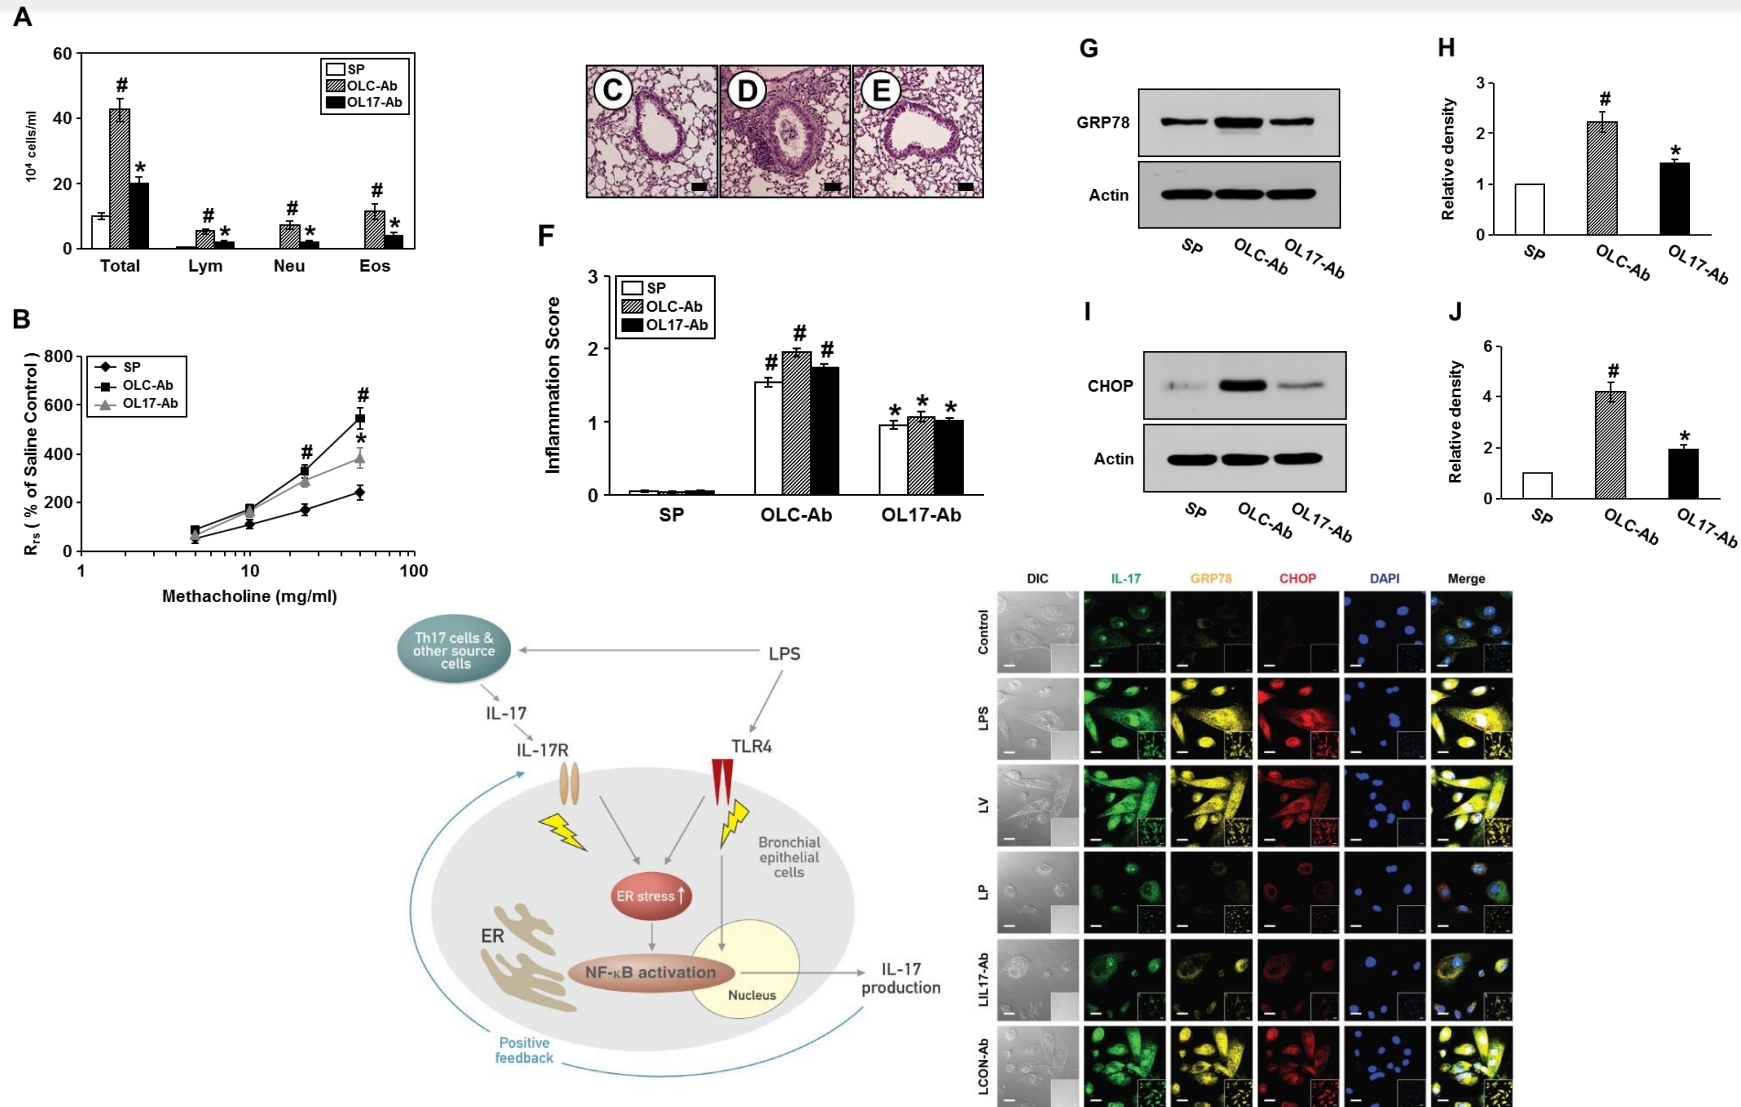 A
60
40
20
0
10⁴ cells/ml
SP
OLC-Ab
OL17-Ab
#
*
#
*
#
*
#
*
Total Lym Neu Eos
B
800
600
400
200
0
Rrs ( % of Saline Control )
SP
OLC-Ab
OL17-Ab
#
#
*
1 10 100
Methacholine (mg/ml)
C D E
F
3
2
1
0
Inflammation Score
SP
OLC-Ab
OL17-Ab
# # #
* * *
SP OLC-Ab OL17-Ab
G
GRP78
Actin
SP OLC-Ab OL17-Ab
H
3
2
1
0
Relative density
#
*
SP OLC-Ab OL17-Ab
I
CHOP
Actin
SP OLC-Ab OL17-Ab
J
6
4
2
0
Relative density
#
*
SP OLC-Ab OL17-Ab
Th17 cells &
other source
cells
LPS
IL-17
IL-17R
TLR4
Bronchial
epithelial
cells
ER stress↑
ER
NF-κB activation
Nucleus
IL-17
production
Positive
feedback
DIC IL-17 GRP78 CHOP DAPI Merge
Control
LPS
LV
LP
LIL17-Ab
LCON-Ab